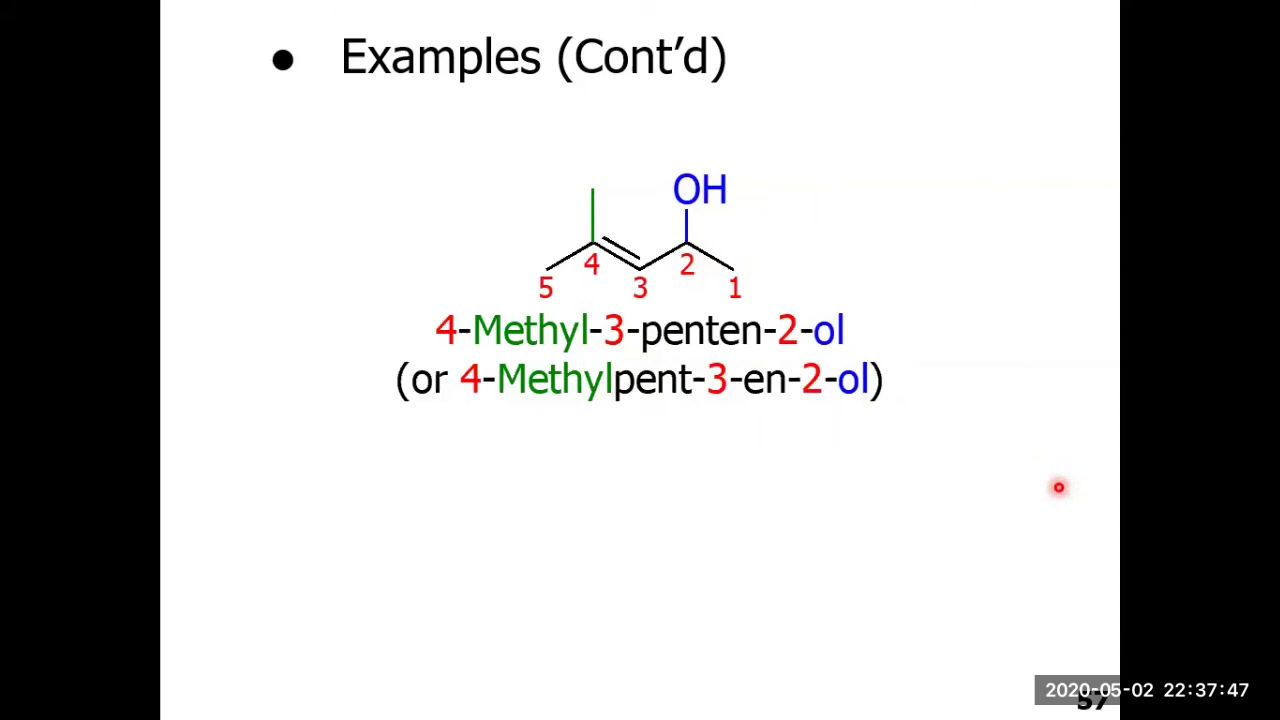 ● Examples (Cont’d)
OH
4 2
5 3 1
4-Methyl-3-penten-2-ol
(or 4-Methylpent-3-en-2-ol)
2020-05-02 22:37:47
57